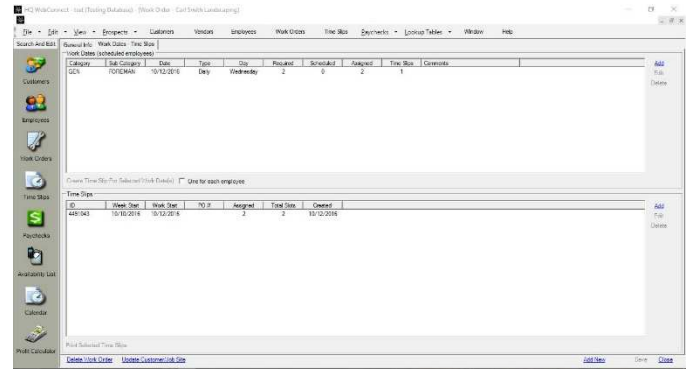 HQ WebConnect - test (Testing Database) - [Work Order - Carl Smith Landscaping]
File Edit View Prospects Customers Vendors Employees Work Orders Time Slips Paychecks Lookup Tables Window Help
Search And Edit General Info Work Dates - Time Slips
Work Dates (scheduled employees)
Category Sub Category Date Type Day Required Scheduled Assigned Time Slips Comments
GEN FOREMAN 10/12/2016 Daily Wednesday 2 0 2 1
Add
Edit
Delete
Customers
Employees
Work Orders
Create Time Slip For Selected Work Date(s) One for each employee
Time Slips
Time Slips
ID Week Start Work Start PO # Assigned Total Slots Created
4491043 10/10/2016 10/12/2016 2 2 10/12/2016
Add
Edit
Delete
Paychecks
Availability List
Calendar
Profit Calculator
Print Selected Time Slips
Delete Work Order Update Customer/Job Site Add New Save Close